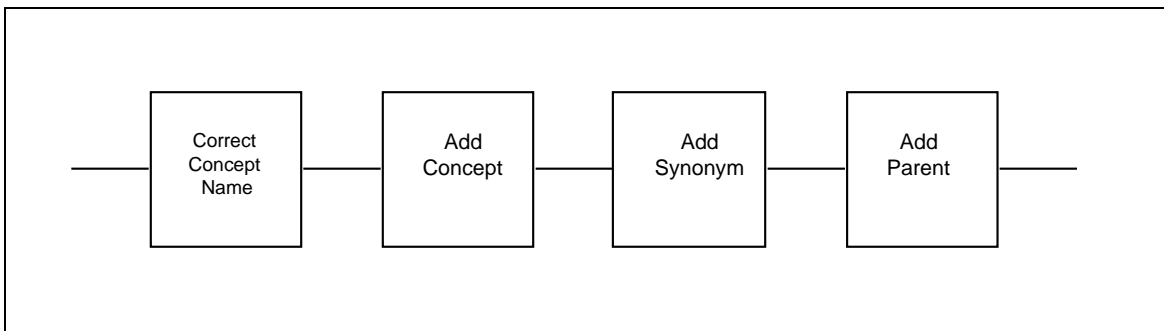 Correct
Concept
Name
Add
Concept
Add
Synonym
Add
Parent